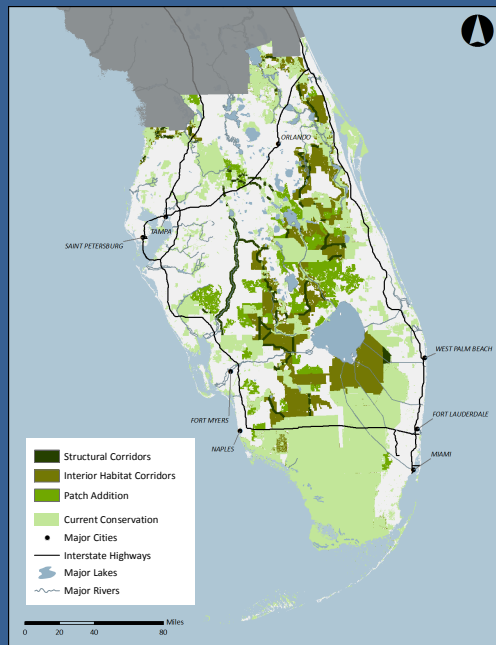 ORLANDO
TAMPA
SAINT PETERSBURG
WEST PALM BEACH
FORT MYERS
FORT LAUDERDALE
NAPLES
MIAMI
Structural Corridors
Interior Habitat Corridors
Patch Addition
Current Conservation
Major Cities
Interstate Highways
Major Lakes
Major Rivers
Miles
0 20 40 80